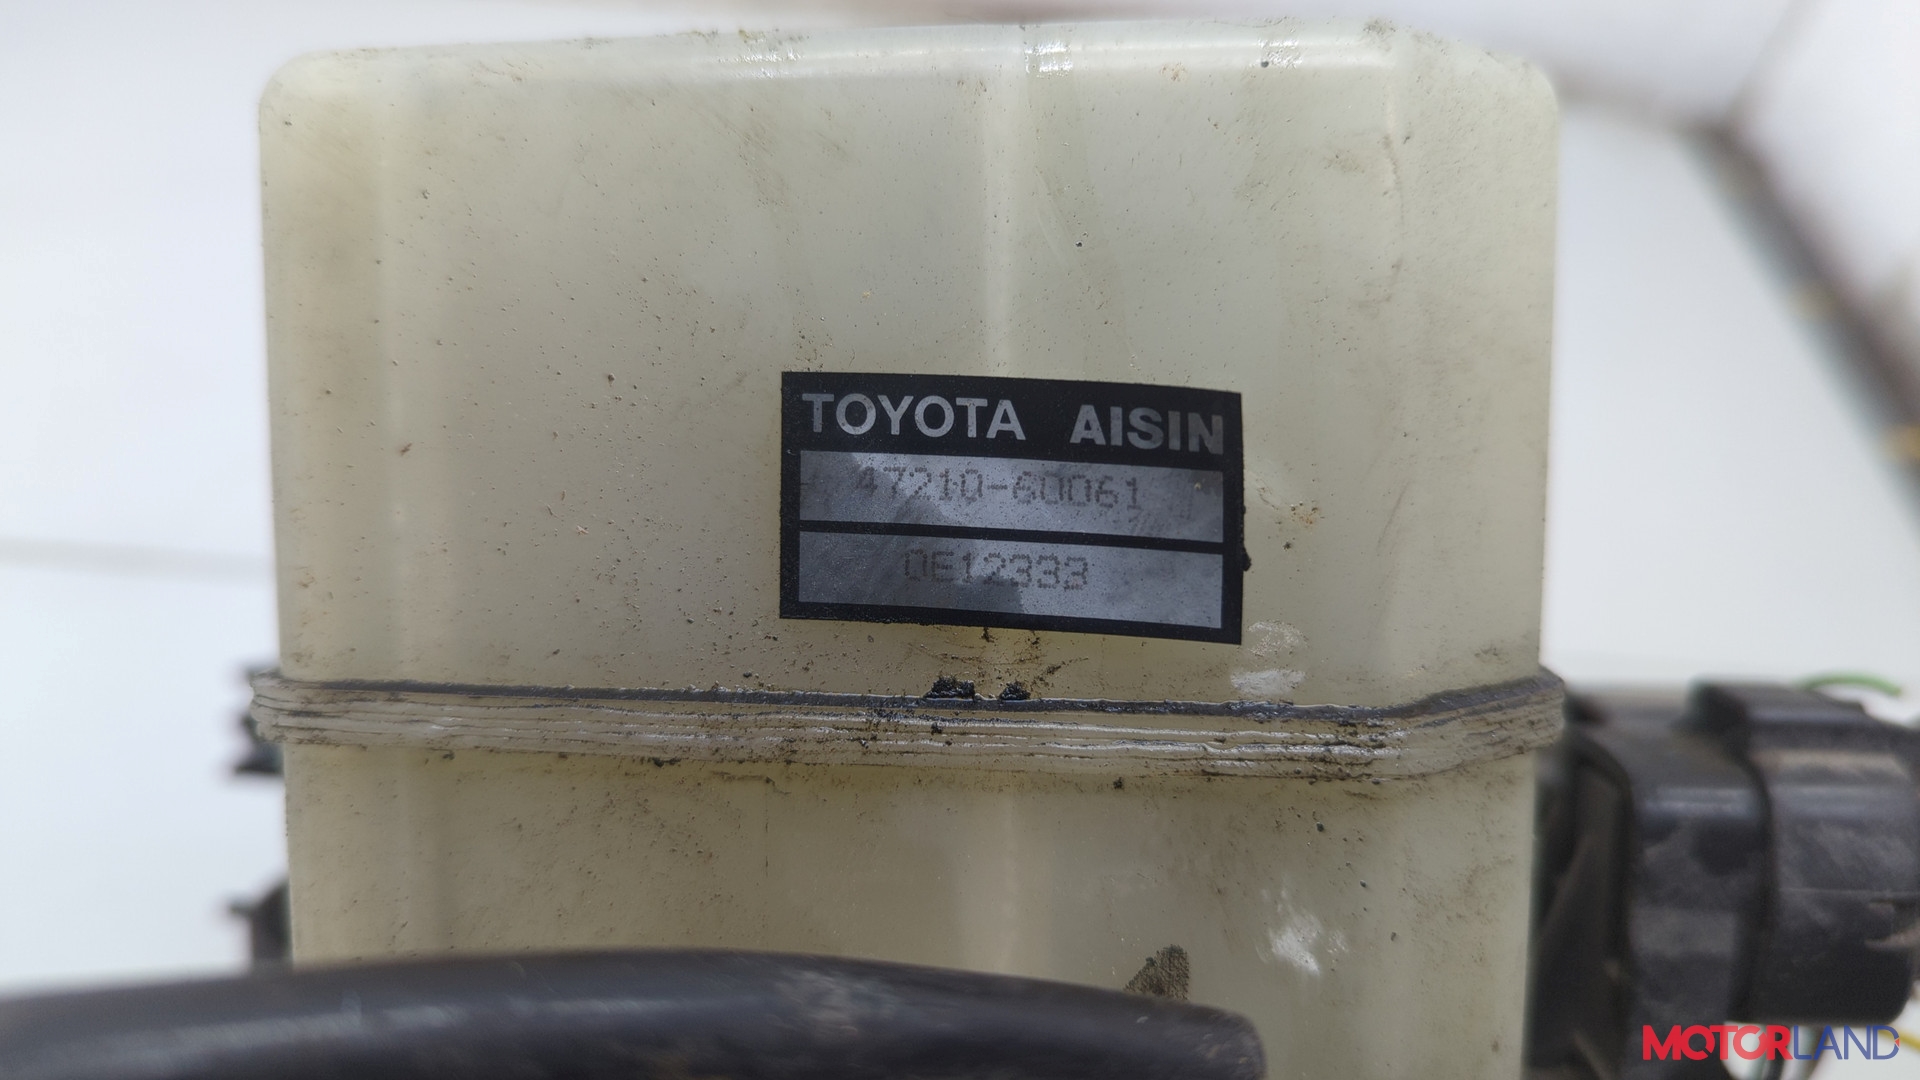 TOYOTA AISIN
47210-60061
0E12333
MOTORLAND